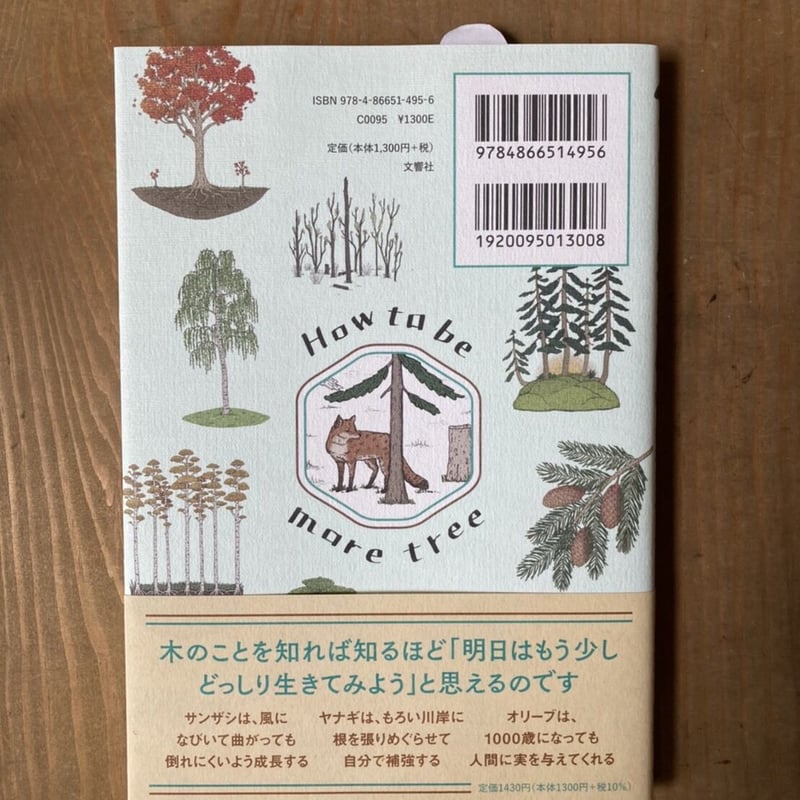 ISBN 978-4-86651-495-6
C0095 ¥1300E
定価(本体1,300円+税)
文響社
9784866514956
1920095013008
How to be
more tree
木のことを知れば知るほど「明日はもう少し
どっしり生きてみよう」と思えるのです
サンザシは、風に
なびいて曲がっても
倒れにくいよう成長する
ヤナギは、もろい川岸に
根を張りめぐらせて
自分で補強する
オリーブは、
1000歳になっても
人間に実を与えてくれる
定価1430円(本体1300円+税10%)